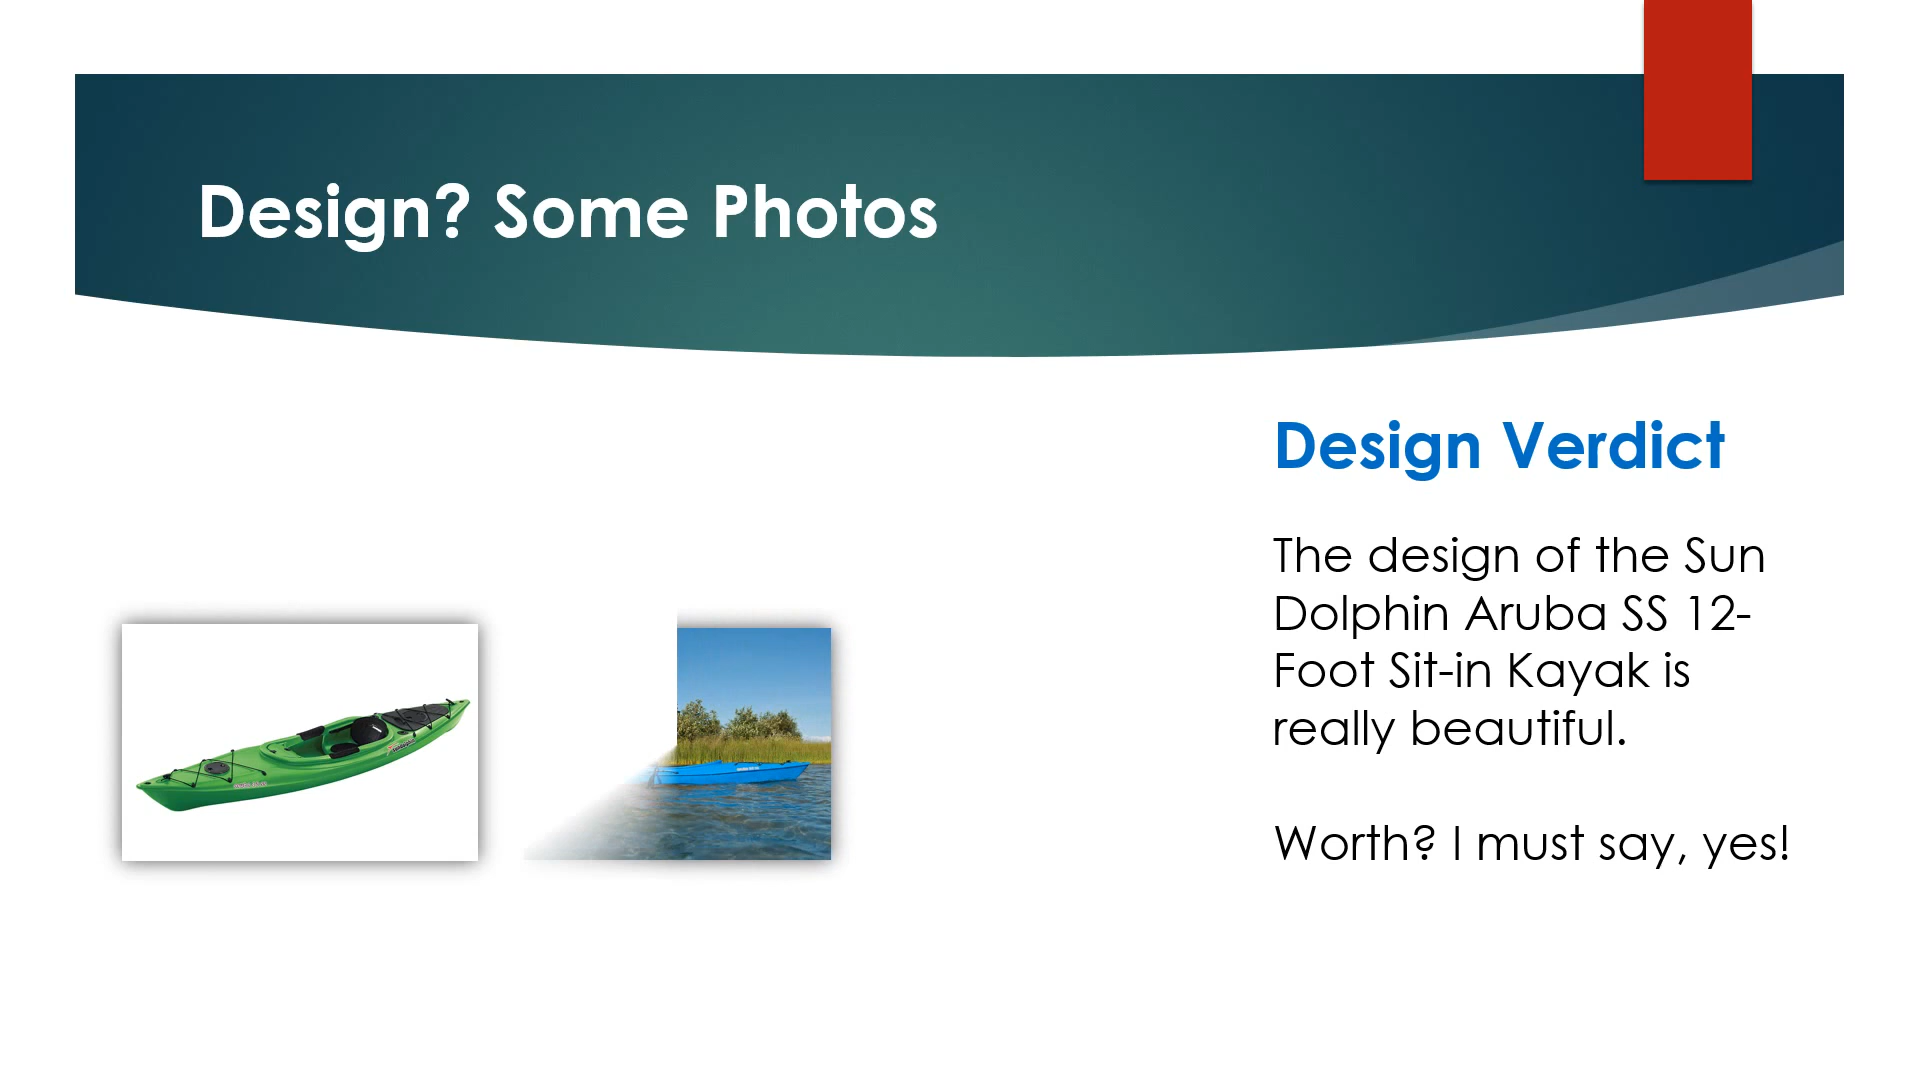 Design? Some Photos
Design Verdict
The design of the Sun
Dolphin Aruba SS 12-
Foot Sit-in Kayak is
really beautiful.
Worth? I must say, yes!